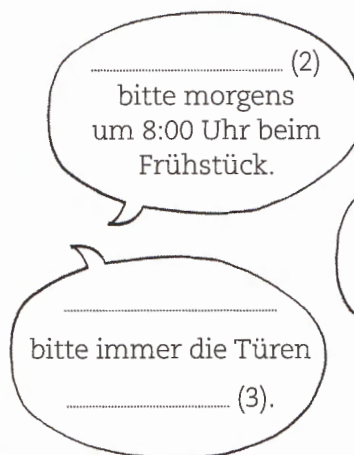 .............................. (2)
bitte morgens
um 8:00 Uhr beim
Frühstück.
..............................
bitte immer die Türen
.............................. (3).